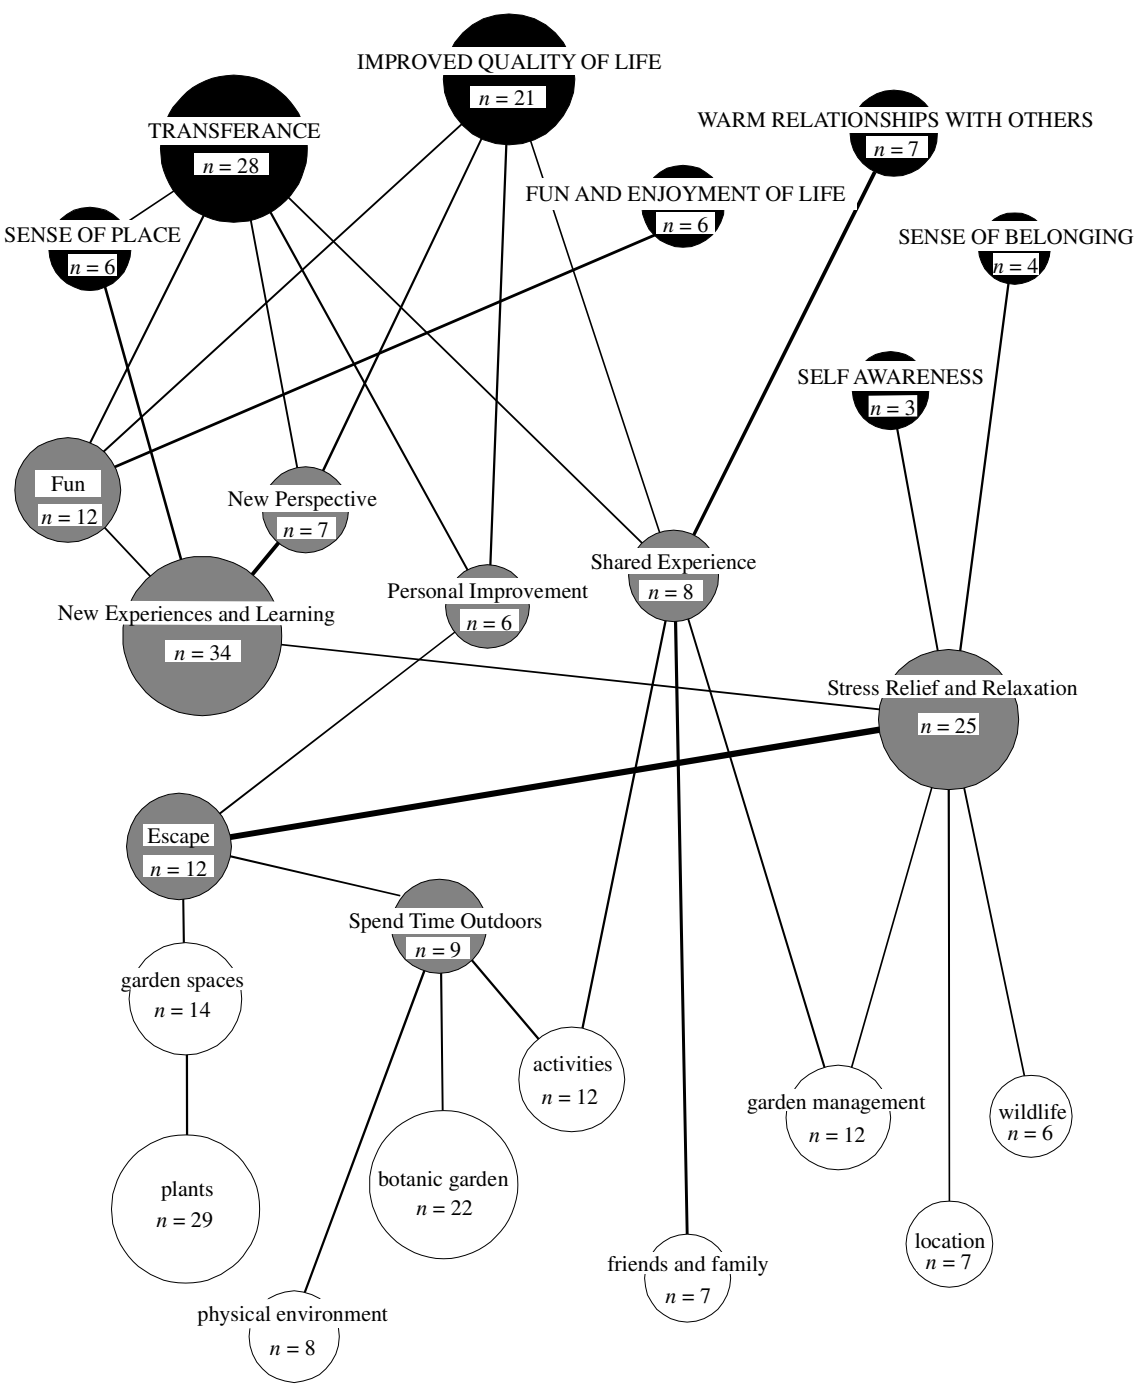 IMPROVED QUALITY OF LIFE
n = 21
TRANSFERANCE
n = 28
WARM RELATIONSHIPS WITH OTHERS
n = 7
FUN AND ENJOYMENT OF LIFE
n = 6
SENSE OF PLACE
n = 6
SENSE OF BELONGING
n = 4
SELF AWARENESS
n = 3
Fun
n = 12
New Perspective
n = 7
Shared Experience
n = 8
Personal Improvement
n = 6
New Experiences and Learning
n = 34
Stress Relief and Relaxation
n = 25
Escape
n = 12
Spend Time Outdoors
n = 9
garden spaces
n = 14
activities
n = 12
garden management
n = 12
wildlife
n = 6
plants
n = 29
botanic garden
n = 22
location
n = 7
friends and family
n = 7
physical environment
n = 8